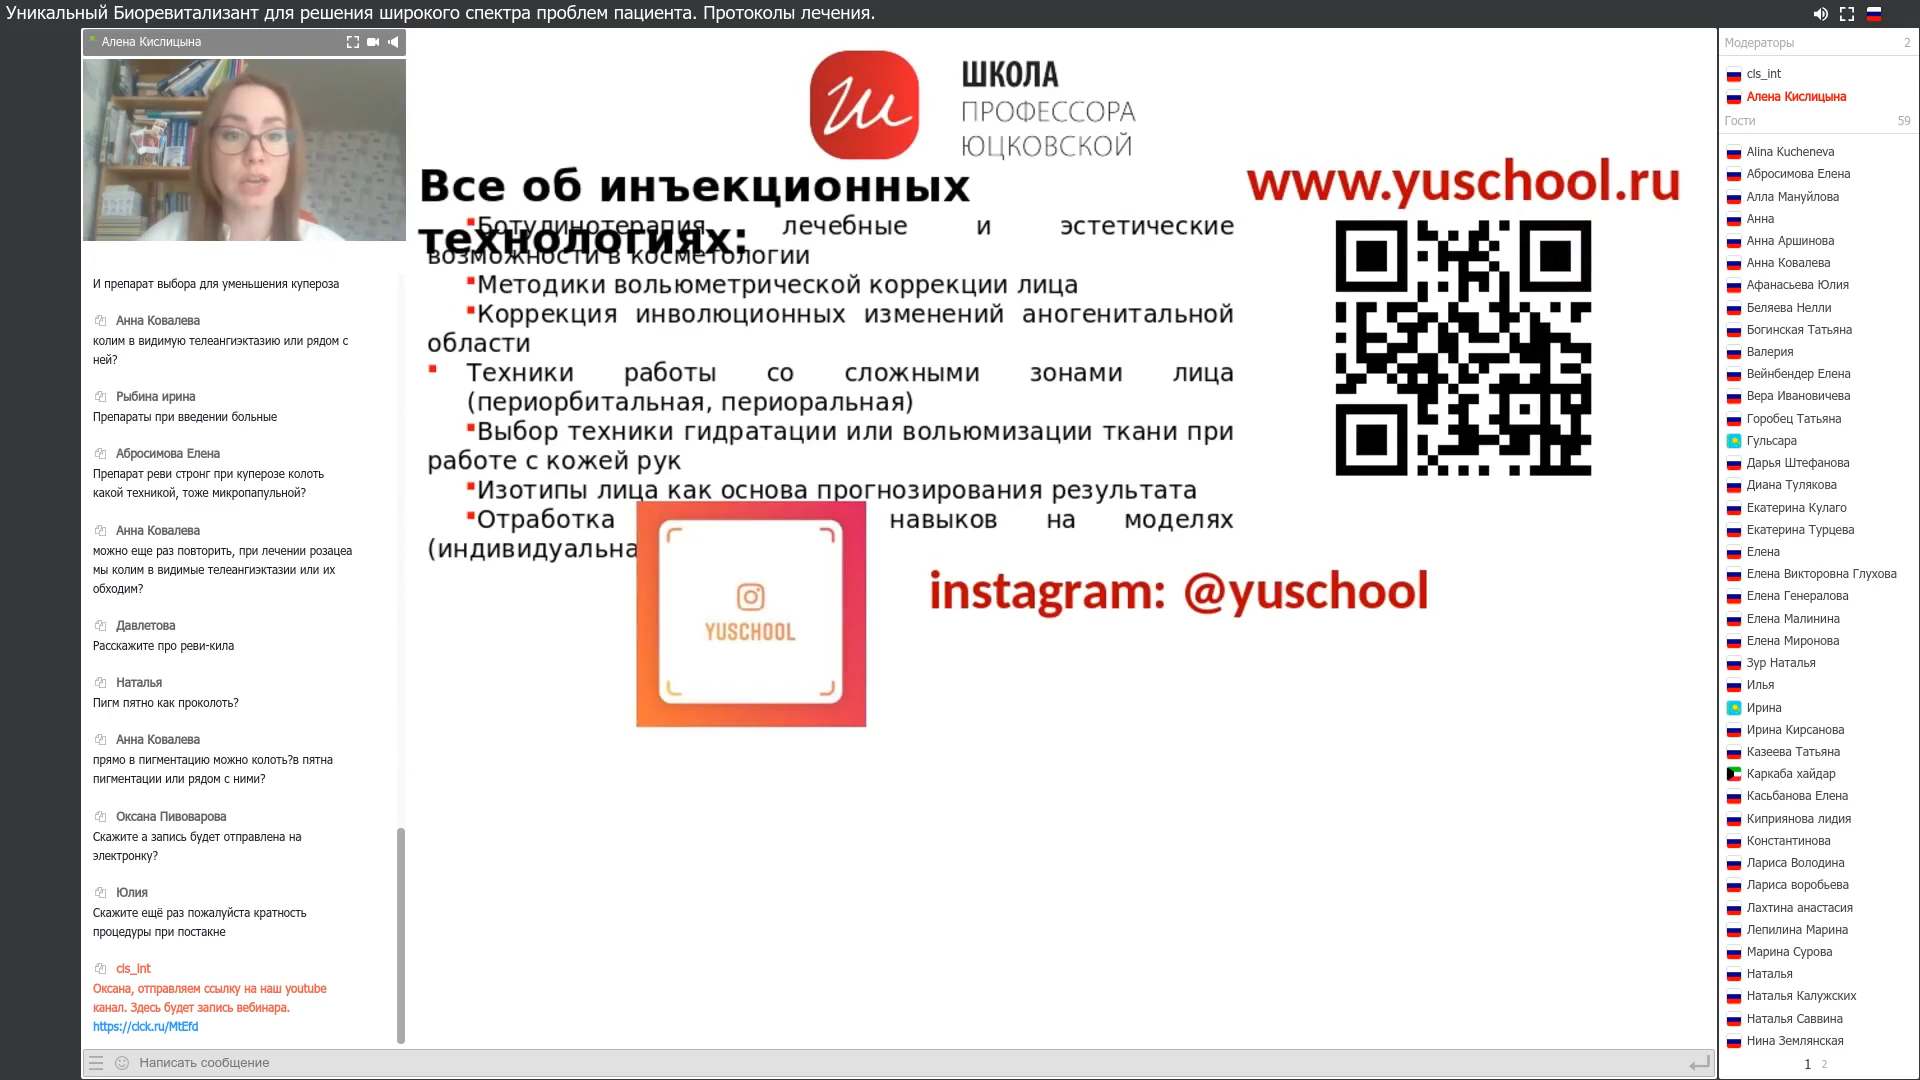 Уникальный Биоревитализант для решения широкого спектра проблем пациента. Протоколы лечения.
Алена Кислицына
И препарат выбора для уменьшения купероза
Анна Ковалева
колим в видимую телеангиэктазию или рядом с
ней?
Рыбина ирина
Препараты при введении больные
Абросимова Елена
Препарат реви стронг при куперозе колоть
какой техникой, тоже микропапульной?
Анна Ковалева
можно еще раз повторить, при лечении розацеа
мы колим в видимые телеангиэктазии или их
обходим?
Давлетова
Расскажите про реви-кила
Наталья
Пигм пятно как проколоть?
Анна Ковалева
прямо в пигментацию можно колоть?в пятна
пигментации или рядом с ними?
Оксана Пивоварова
Скажите а запись будет отправлена на
электронку?
Юлия
Скажите ещё раз пожалуйста кратность
процедуры при постакне
cls_int
Оксана, отправляем ссылку на наш youtube
канал. Здесь будет запись вебинара.
https://clck.ru/MtEfd
Написать сообщение
ШКОЛА
ПРОФЕССОРА
ЮЦКОВСКОЙ
Все об инъекционных
технологиях:
www.yuschool.ru
Ботулинотерапия лечебные и эстетические
возможности в косметологии
Методики вольюметрической коррекции лица
Коррекция инволюционных изменений аногенитальной
области
Техники работы со сложными зонами лица
(периорбитальная, периоральная)
Выбор техники гидратации или вольюмизации ткани при
работе с кожей рук
Изотипы лица как основа прогнозирования результата
Отработка навыков на моделях
(индивидуальна
YUSCHOOL
instagram: @yuschool
Модераторы 2
cls_int
Алена Кислицына
Гости 59
Alina Kucheneva
Абросимова Елена
Алла Мануйлова
Анна
Анна Аршинова
Анна Ковалева
Афанасьева Юлия
Беляева Нелли
Богинская Татьяна
Валерия
Вейнбендер Елена
Вера Ивановичева
Горобец Татьяна
Гульсара
Дарья Штефанова
Диана Тулякова
Екатерина Кулаго
Екатерина Турцева
Елена
Елена Викторовна Глухова
Елена Генералова
Елена Малинина
Елена Миронова
Зур Наталья
Илья
Ирина
Ирина Кирсанова
Казеева Татьяна
Каркаба хайдар
Касьбанова Елена
Киприянова лидия
Константинова
Лариса Володина
Лариса воробьева
Лахтина анастасия
Лепилина Марина
Марина Сурова
Наталья
Наталья Калужских
Наталья Саввина
Нина Землянская
1 2